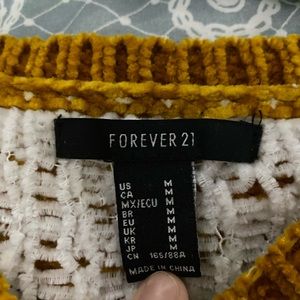 FOREVER 21
US M
CA M
MX/ECU M
BR M
EU M
UK M
KR M
JP M
CN 165/88A
MADE IN CHINA